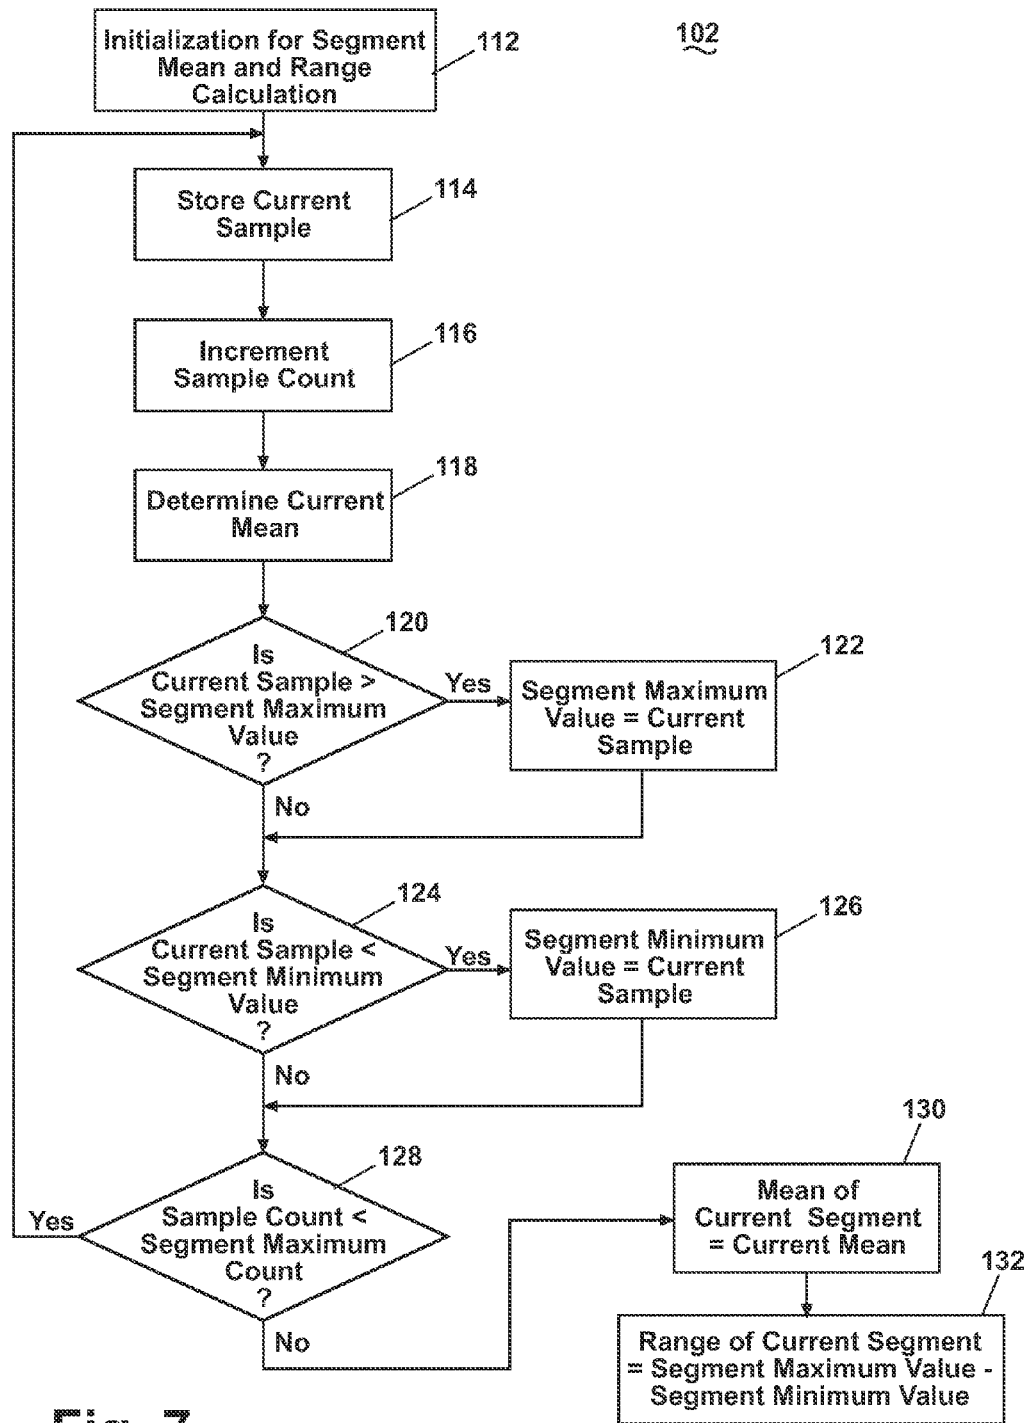 Initialization for Segment
Mean and Range
Calculation
112
102
Store Current
Sample
114
Increment
Sample Count
116
Determine Current
Mean
118
Is
Current Sample >
Segment Maximum
Value
?
120
Yes
No
Segment Maximum
Value = Current
Sample
122
Is
Current Sample <
Segment Minimum
Value
?
124
Yes
No
Segment Minimum
Value = Current
Sample
126
Is
Sample Count <
Segment Maximum
Count
?
128
Yes
No
Mean of
Current Segment
= Current Mean
130
Range of Current Segment
= Segment Maximum Value -
Segment Minimum Value
132
Fig. 7